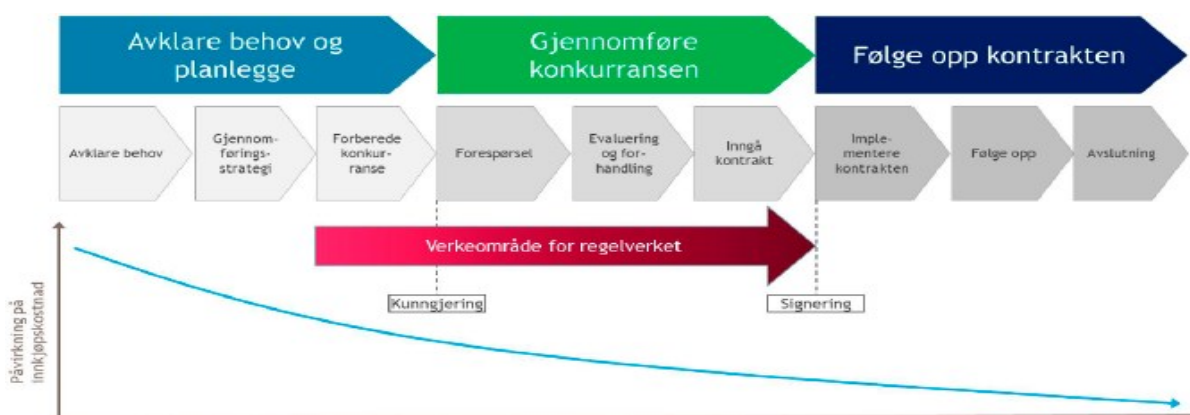 Avklare behov og
planlegge
Gjennomføre
konkurransen
Følge opp kontrakten
Avklare behov
Gjennom-
førings-
strategi
Forberede
konkur-
ranse
Forespørsel
Evaluering
og for-
handling
Inngå
kontrakt
Imple-
mentere
kontrakten
Følge opp
Avslutning
Verkeområde for regelverket
Kunngjering
Signering
Påvirkning på
innkjøpskostnad